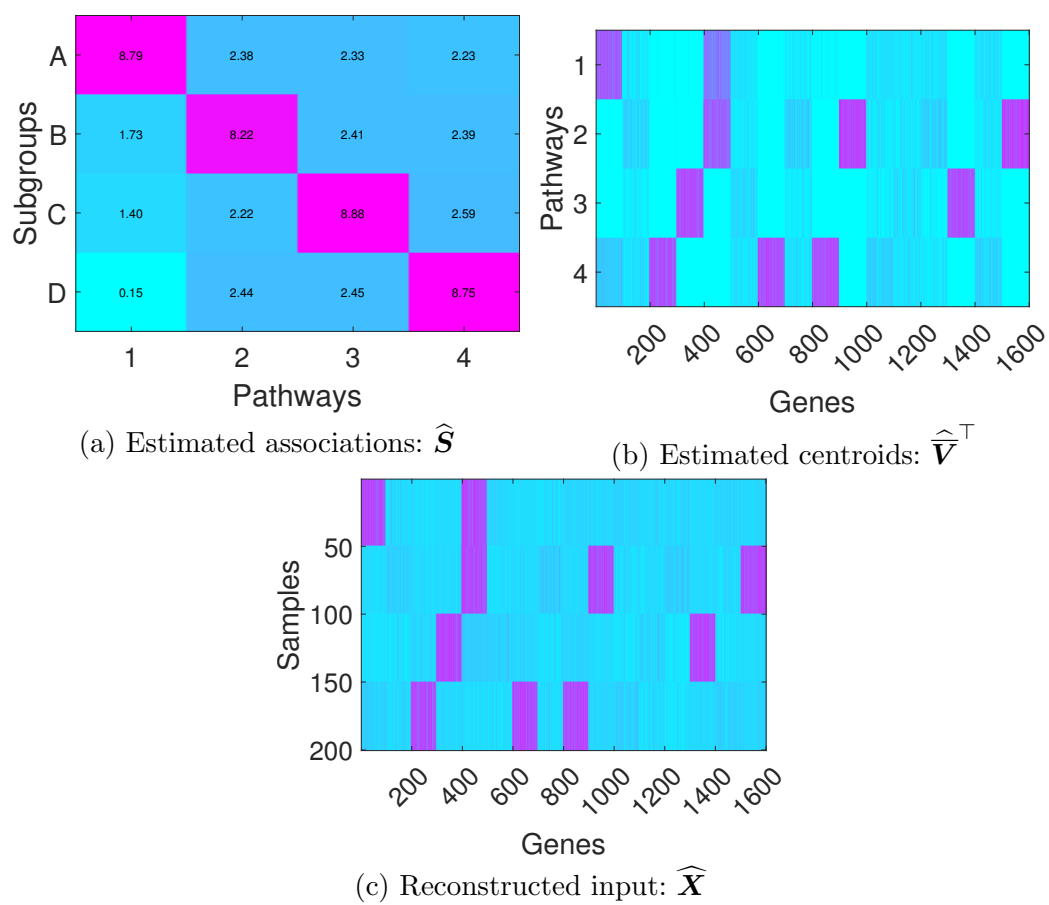 A 8.79 2.38 2.33 2.23
B 1.73 8.22 2.41 2.39
C 1.40 2.22 8.88 2.59
D 0.15 2.44 2.45 8.75
Subgroups
1 2 3 4
Pathways
(a) Estimated associations: Ŝ
1
2
3
4
Pathways
200 400 600 800 1000 1200 1400 1600
Genes
(b) Estimated centroids: V̅̂⊤
50
100
150
200
Samples
200 400 600 800 1000 1200 1400 1600
Genes
(c) Reconstructed input: X̂